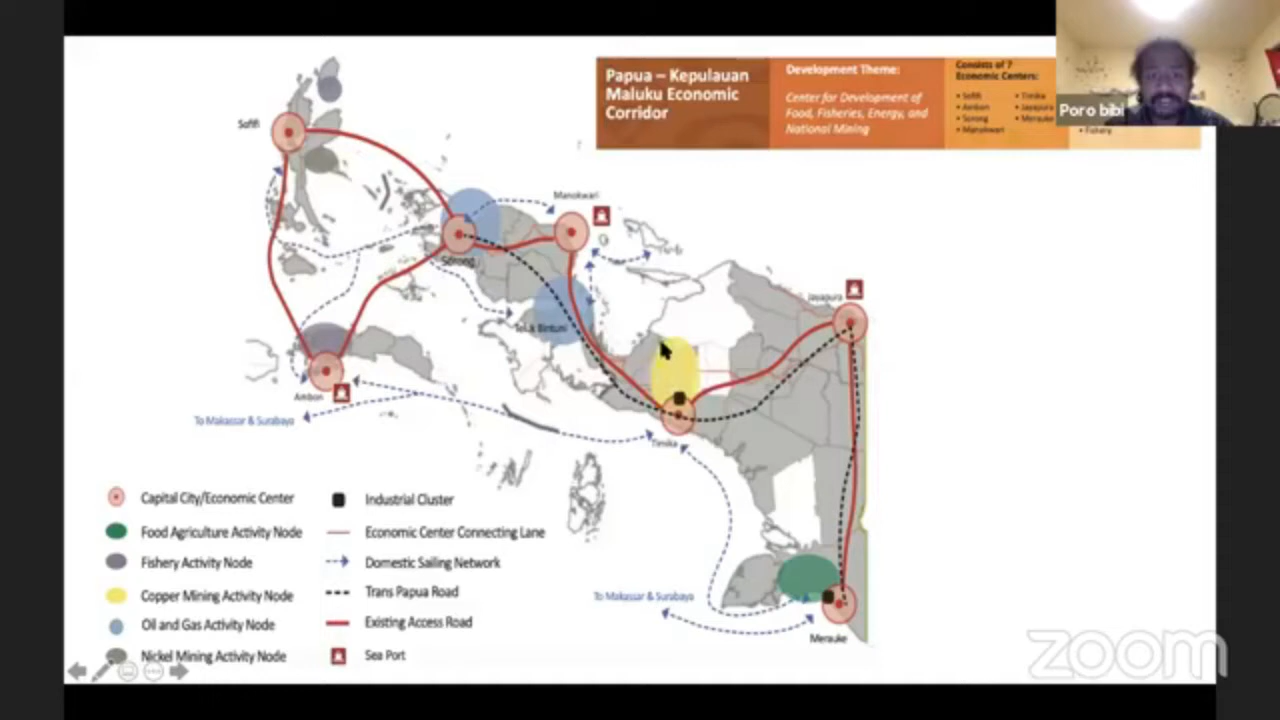 Papua – Kepulauan
Maluku Economic
Corridor
Development Theme:
Center for Development of
Food, Fisheries, Energy, and
National Mining
Consists of 7
Economic Centers:
• Sofifi
• Ambon
• Sorong
• Manokwari
• Timika
• Jayapura
• Merauke
• Fishery
Poro bibi
Sofifi
Manokwari
Sorong
Jayapura
Teluk Bintuni
Ambon
To Makassar & Surabaya
Timika
To Makassar & Surabaya
Merauke
Capital City/Economic Center
Food Agriculture Activity Node
Fishery Activity Node
Copper Mining Activity Node
Oil and Gas Activity Node
Nickel Mining Activity Node
Industrial Cluster
Economic Center Connecting Lane
Domestic Sailing Network
Trans Papua Road
Existing Access Road
Sea Port
zoom